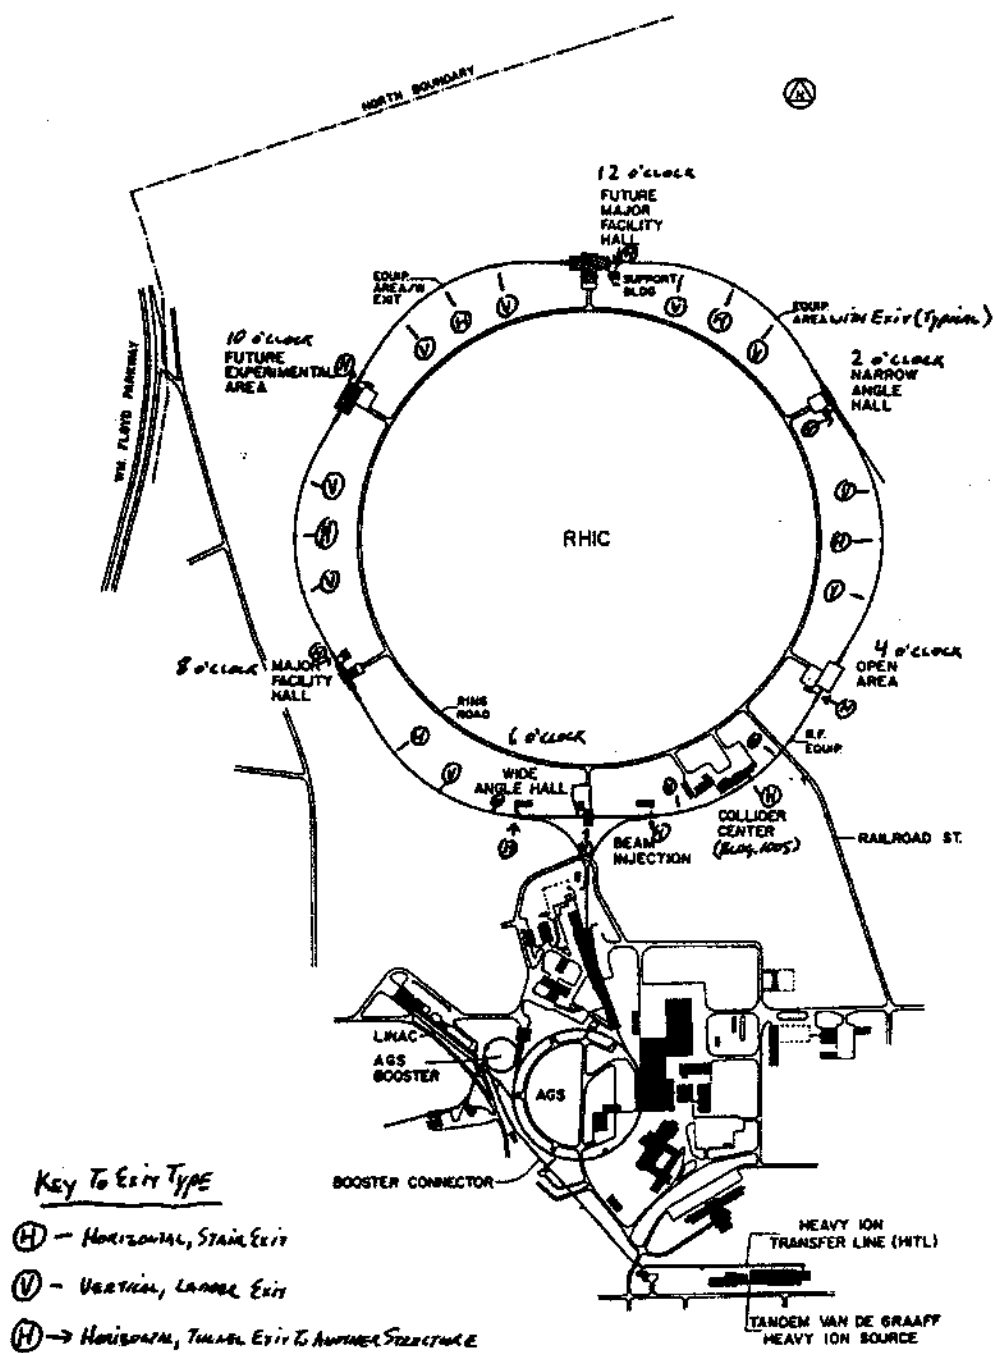 NORTH BOUNDARY
12 o'clock
FUTURE
MAJOR
FACILITY
HALL
SUPPORT
BLDG
EQUIP.
AREA/W
EXIT
V
H
V
V
H
V
EQUIP.
AREA WITH EXIT (TYPICAL)
10 o'clock
FUTURE
EXPERIMENTAL
AREA
H
2 o'clock
NARROW
ANGLE
HALL
WM. FLOYD PARKWAY
V
H
V
RHIC
V
H
V
8 o'clock
MAJOR
FACILITY
HALL
4 o'clock
OPEN
AREA
H
RING
ROAD
R.F.
EQUIP.
6 o'clock
WIDE
ANGLE HALL
H
V
H
H
H
BEAM
INJECTION
COLLIDER
CENTER
(BLDG. 1005)
RAILROAD ST.
LINAC
AGS
BOOSTER
AGS
BOOSTER CONNECTOR
HEAVY ION
TRANSFER LINE (HITL)
TANDEM VAN DE GRAAFF
HEAVY ION SOURCE
KEY TO EXIT TYPE
H – HORIZONTAL, STAIR EXIT
V – VERTICAL, LADDER EXIT
H → HORIZONTAL, TUNNEL EXIT TO ANOTHER STRUCTURE